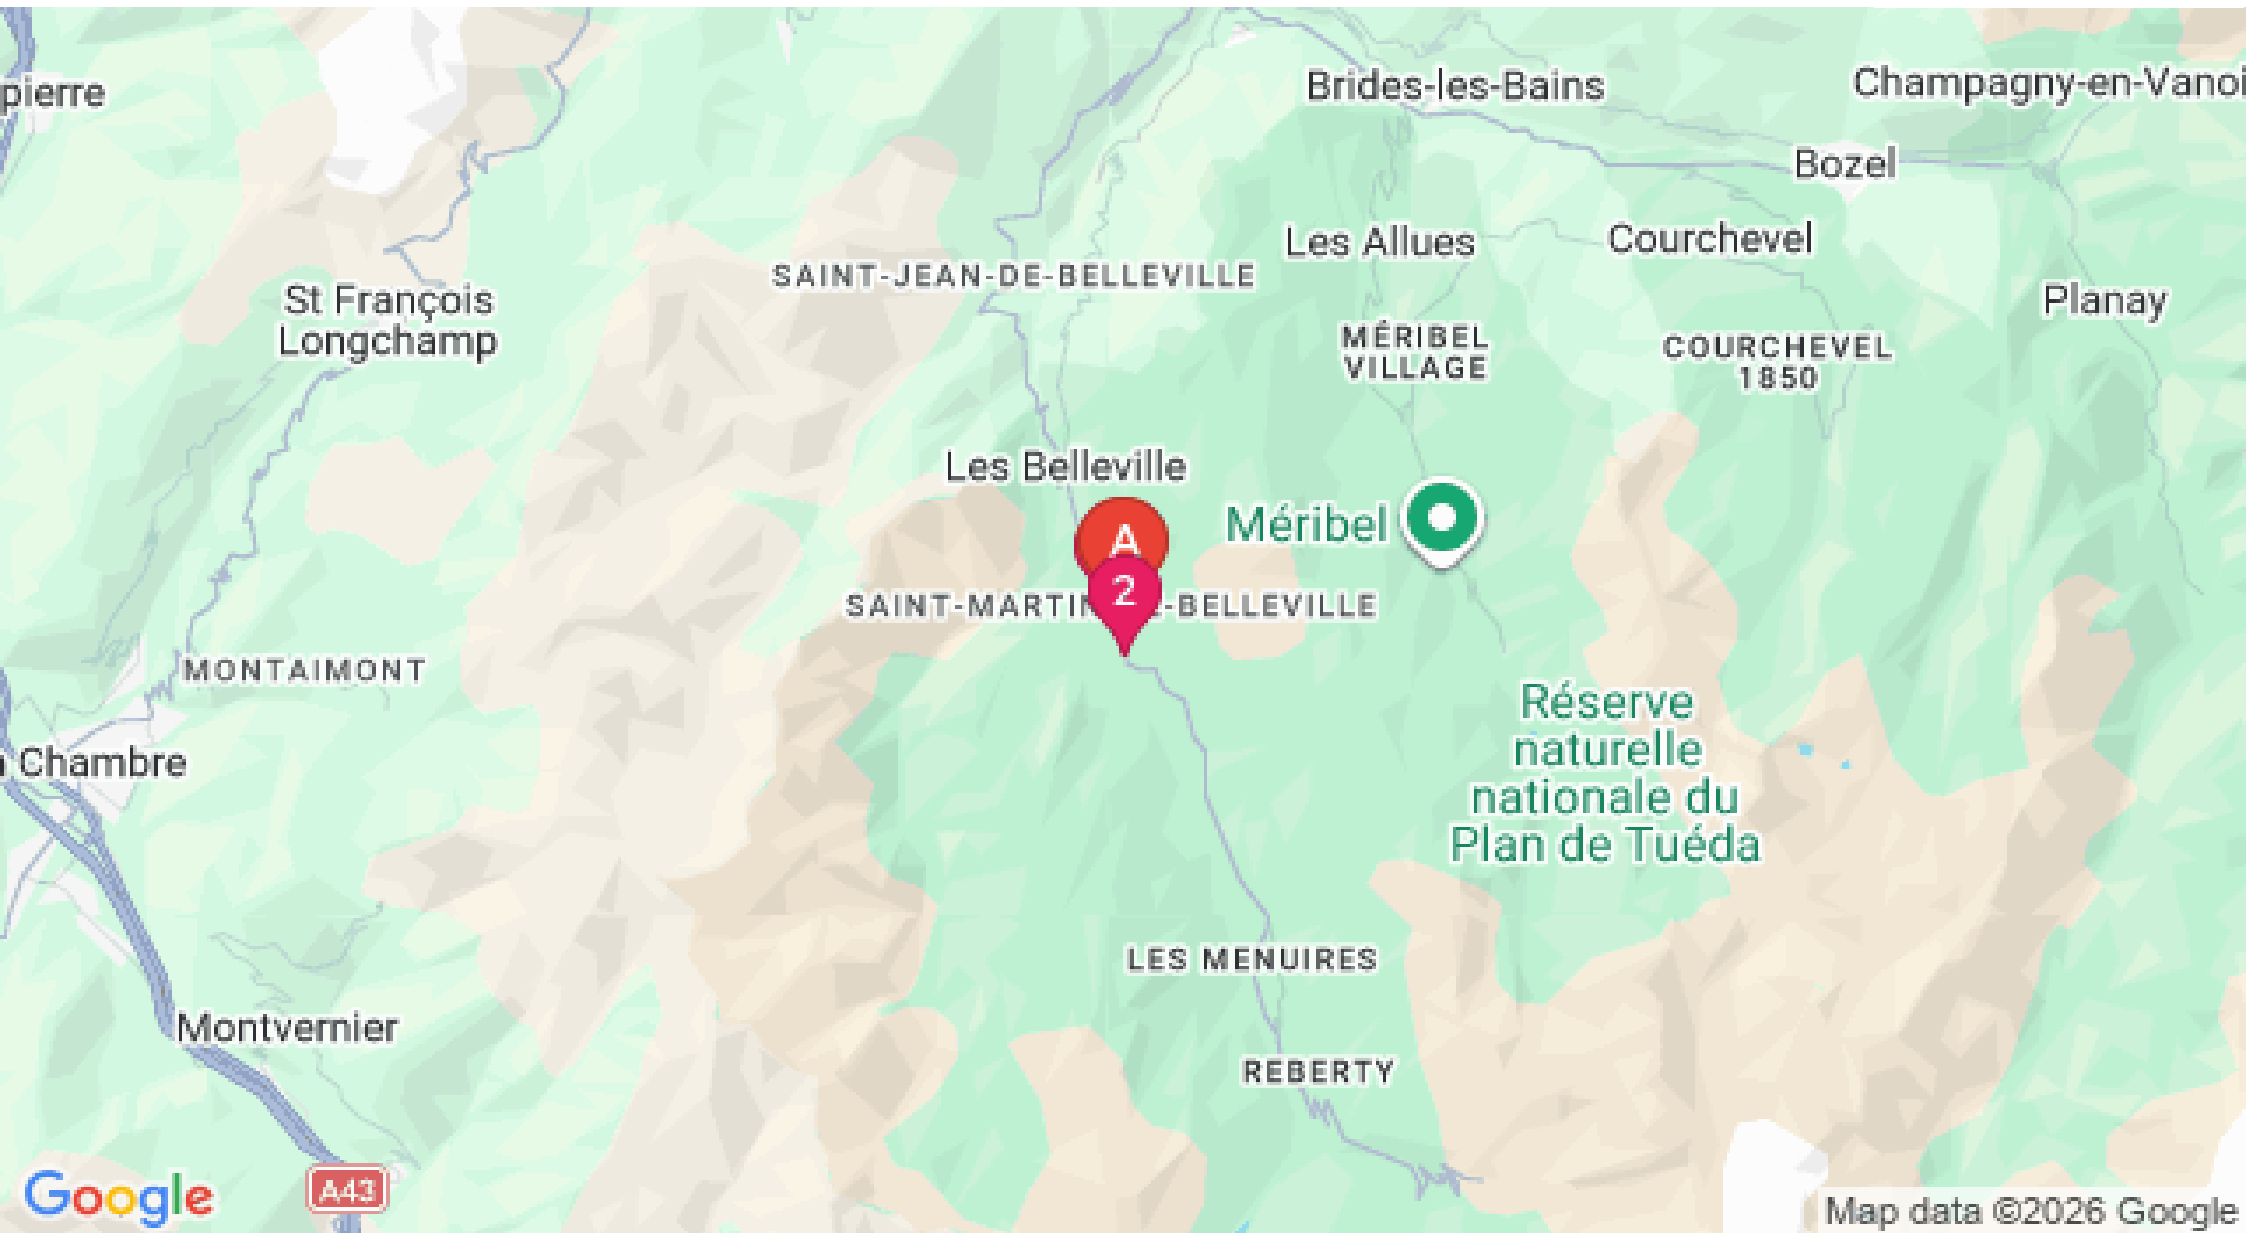 Brides-les-Bains
Champagny-en-Vanoi
pierre
Bozel
Les Allues
Courchevel
SAINT-JEAN-DE-BELLEVILLE
St François
Longchamp
Planay
MÉRIBEL
VILLAGE
COURCHEVEL
1850
Les Belleville
Méribel
A
2
SAINT-MARTIN E-BELLEVILLE
MONTAIMONT
Réserve
naturelle
nationale du
Plan de Tuéda
a Chambre
LES MENUIRES
Montvernier
REBERTY
Google
A43
Map data ©2026 Google